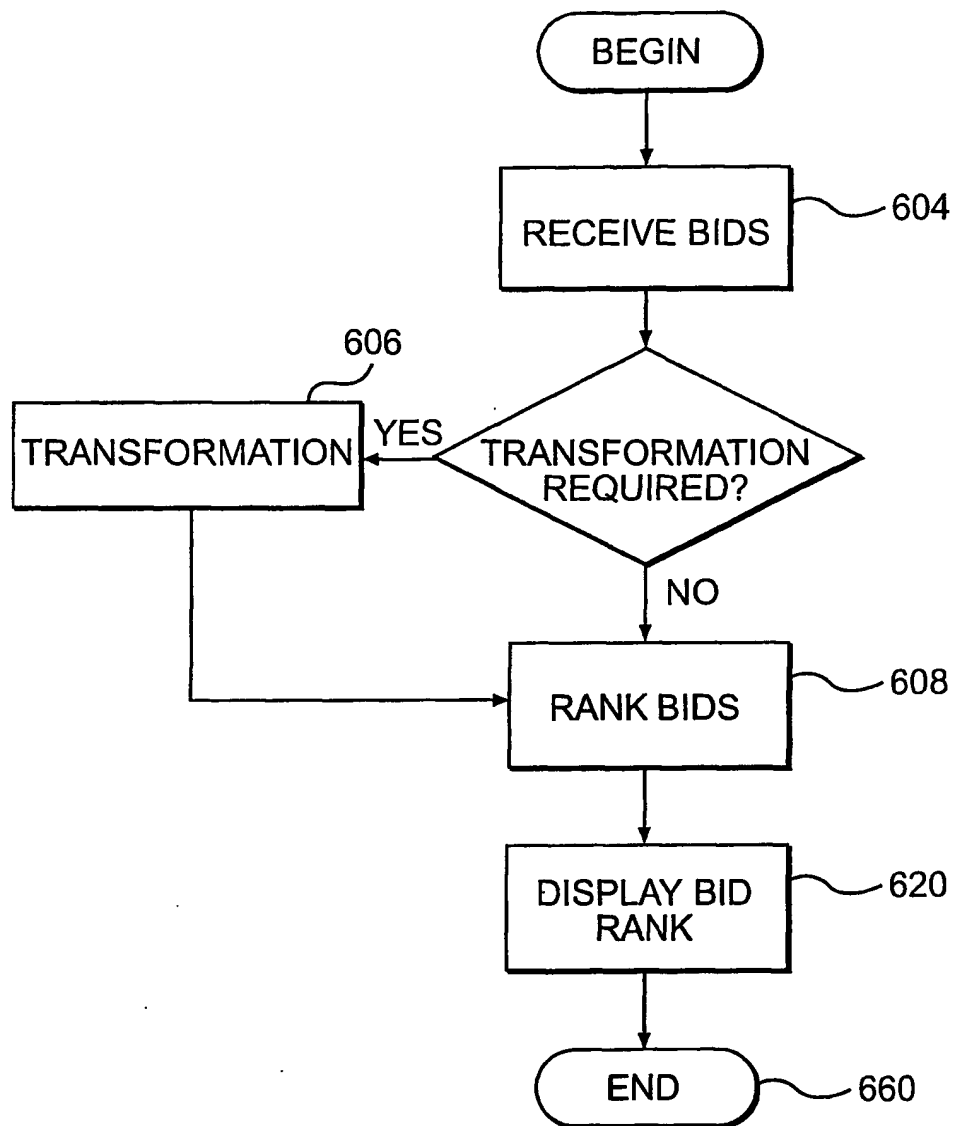 BEGIN
RECEIVE BIDS
604
606
TRANSFORMATION
YES
TRANSFORMATION
REQUIRED?
NO
RANK BIDS
608
DISPLAY BID
RANK
620
END
660